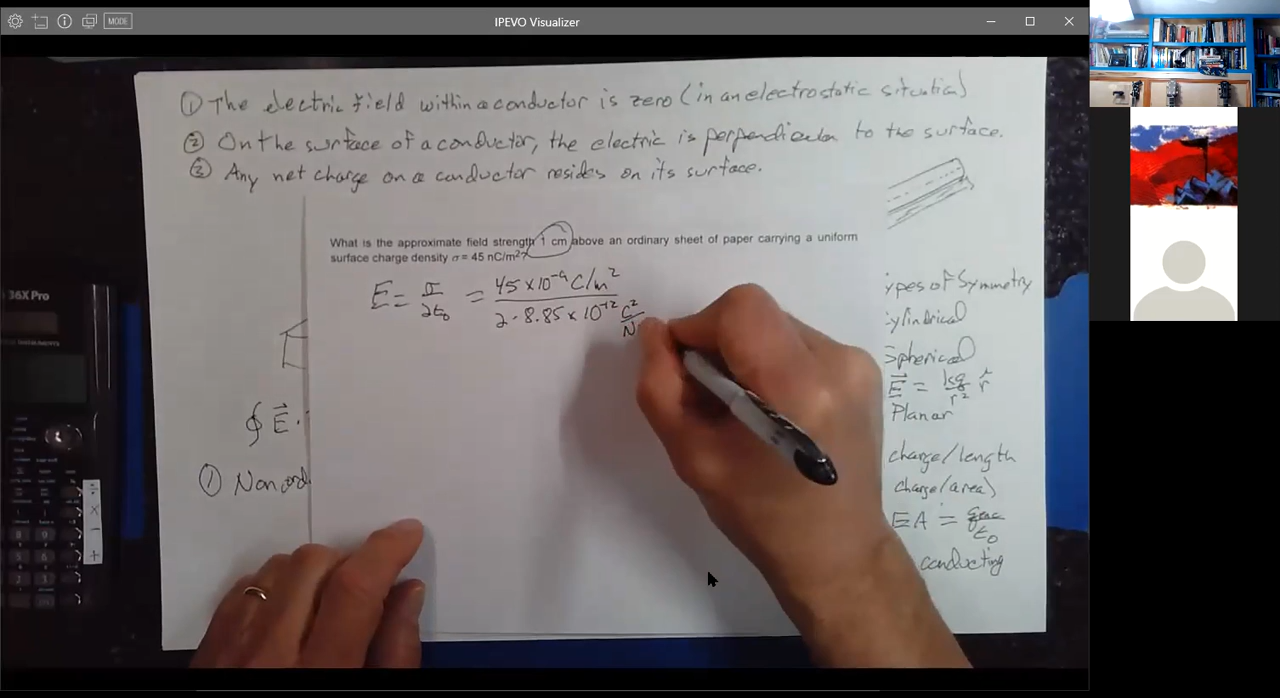 IPEVO Visualizer
MODE
① The electric field within a conductor is zero (in an electrostatic situation)
② On the surface of a conductor, the electric is perpendicular to the surface.
③ Any net charge on a conductor resides on its surface.
What is the approximate field strength 1 cm above an ordinary sheet of paper carrying a uniform
surface charge density σ = 45 nC/m²?
E = σ/2ε₀ = 45 × 10⁻⁹ C/m² / 2 · 8.85 × 10⁻¹² C²/N
36X Pro
ypes of Symmetry
ylindrical
Spherical
E⃗ = kq/r² r̂
Planar
∮ E⃗ ·
charge/length
① Noncond
charge/area)
EA = qenc/ε₀
conducting